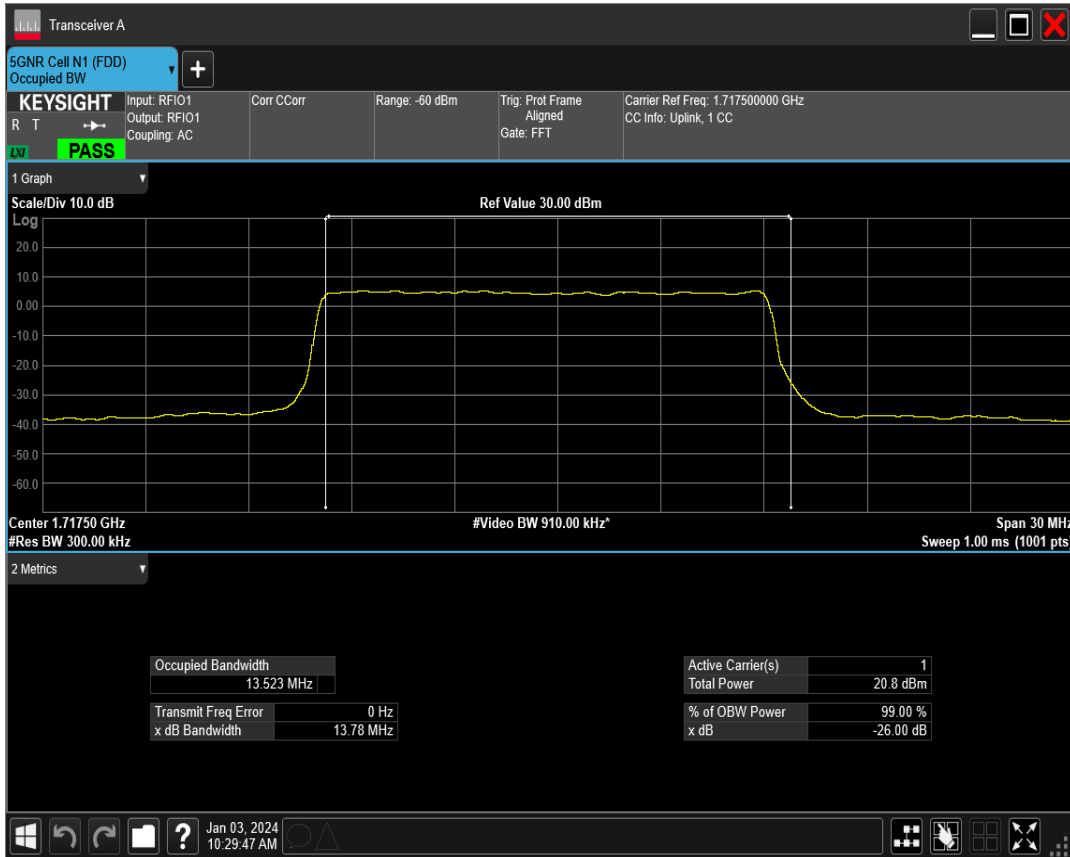 Transceiver A
5GNR Cell N1 (FDD)
Occupied BW
+
KEYSIGHT
R T
LXI
PASS
Input: RFIO1
Output: RFIO1
Coupling: AC
Corr CCorr
Range: -60 dBm
Trig: Prot Frame
Aligned
Gate: FFT
Carrier Ref Freq: 1.717500000 GHz
CC Info: Uplink, 1 CC
1 Graph
Scale/Div 10.0 dB
Ref Value 30.00 dBm
Log
20.0
10.0
0.00
-10.0
-20.0
-30.0
-40.0
-50.0
-60.0
Center 1.71750 GHz
#Video BW 910.00 kHz*
Span 30 MHz
#Res BW 300.00 kHz
Sweep 1.00 ms (1001 pts)
2 Metrics
Occupied Bandwidth
13.523 MHz
Transmit Freq Error 0 Hz
x dB Bandwidth 13.78 MHz
Active Carrier(s) 1
Total Power 20.8 dBm
% of OBW Power 99.00 %
x dB -26.00 dB
?
Jan 03, 2024
10:29:47 AM